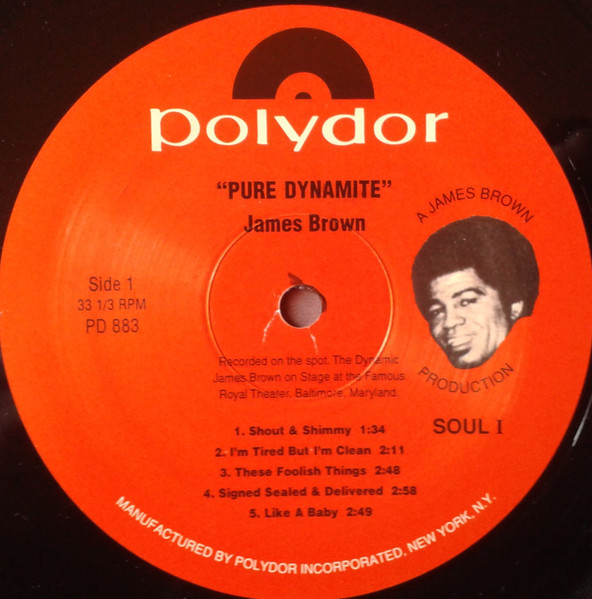 polydor
“PURE DYNAMITE”
James Brown
A JAMES BROWN
PRODUCTION
Side 1
33 1/3 RPM
PD 883
Recorded on the spot. The Dynamic
James Brown on Stage at the Famous
Royal Theater, Baltimore, Maryland.
SOUL I
1. Shout & Shimmy 1:34
2. I'm Tired But I'm Clean 2:11
3. These Foolish Things 2:48
4. Signed Sealed & Delivered 2:58
5. Like A Baby 2:49
MANUFACTURED BY POLYDOR INCORPORATED, NEW YORK, N.Y.